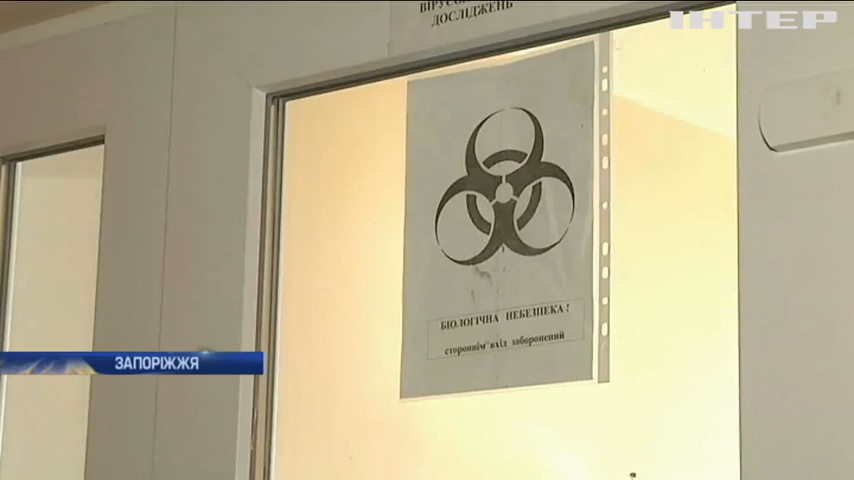 ІНТЕР
ДОСЛІДЖЕНЬ
БІОЛОГІЧНА НЕБЕЗПЕКА!
стороннім вхід заборонений
ЗАПОРІЖЖЯ